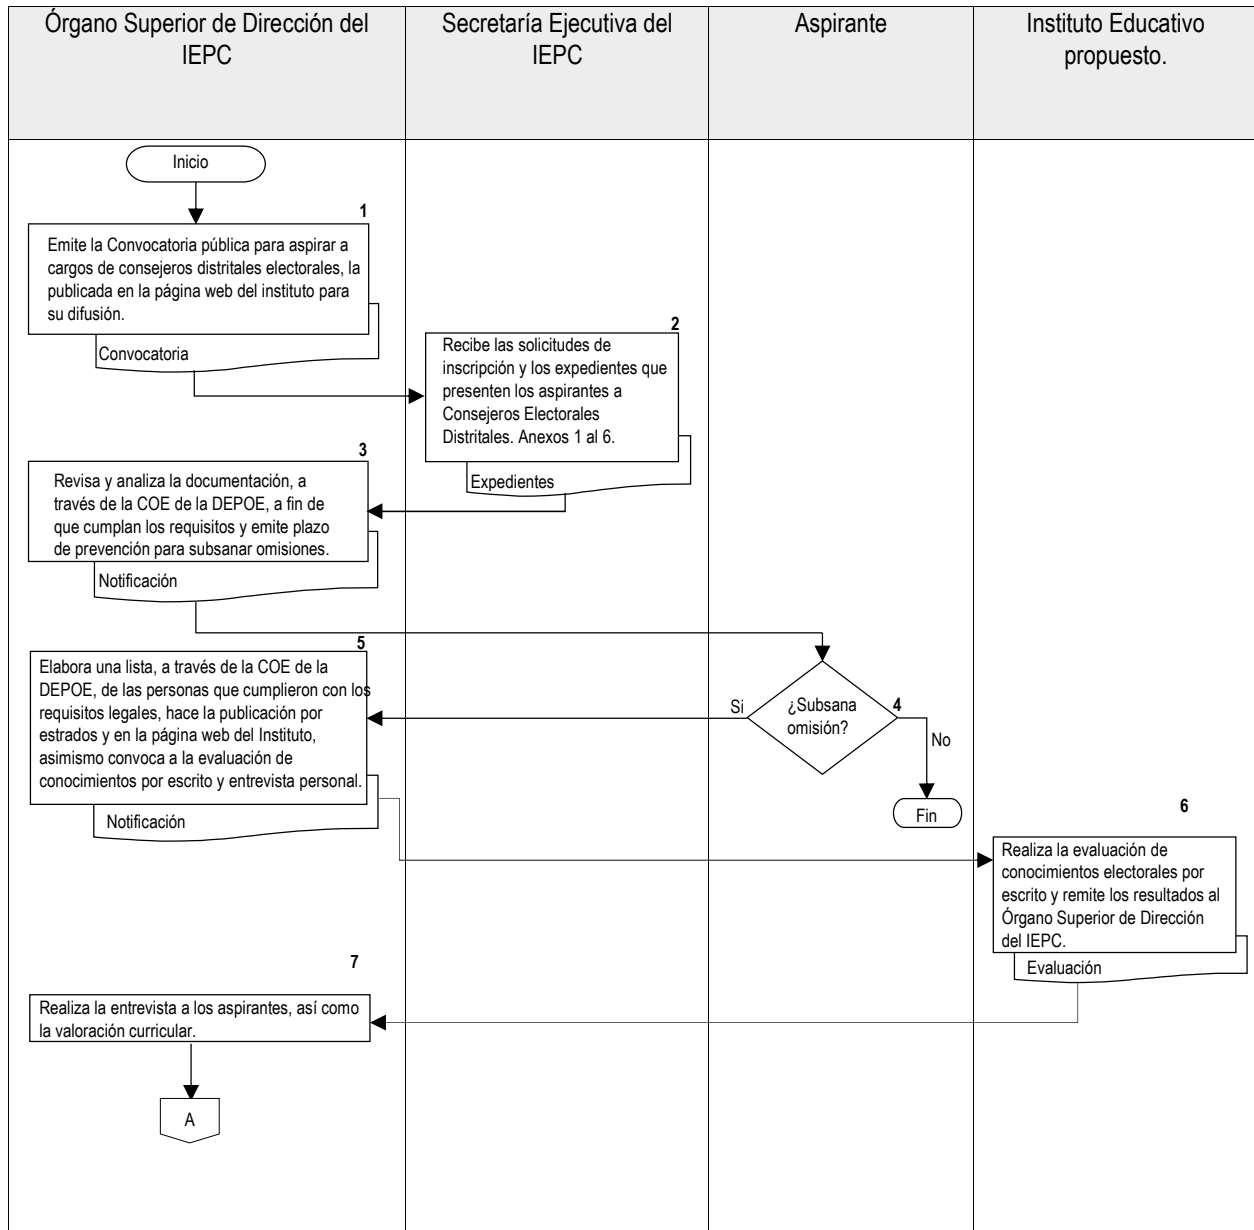 Órgano Superior de Dirección del
IEPC
Secretaría Ejecutiva del
IEPC
Aspirante
Instituto Educativo
propuesto.
Inicio
1
Emite la Convocatoria pública para aspirar a
cargos de consejeros distritales electorales, la
publicada en la página web del instituto para
su difusión.
Convocatoria
2
Recibe las solicitudes de
inscripción y los expedientes que
presenten los aspirantes a
Consejeros Electorales
Distritales. Anexos 1 al 6.
Expedientes
3
Revisa y analiza la documentación, a
través de la COE de la DEPOE, a fin de
que cumplan los requisitos y emite plazo
de prevención para subsanar omisiones.
Notificación
4
¿Subsana
omisión?
Si
No
Fin
5
Elabora una lista, a través de la COE de la
DEPOE, de las personas que cumplieron con los
requisitos legales, hace la publicación por
estrados y en la página web del Instituto,
asimismo convoca a la evaluación de
conocimientos por escrito y entrevista personal.
Notificación
6
Realiza la evaluación de
conocimientos electorales por
escrito y remite los resultados al
Órgano Superior de Dirección
del IEPC.
Evaluación
7
Realiza la entrevista a los aspirantes, así como
la valoración curricular.
A